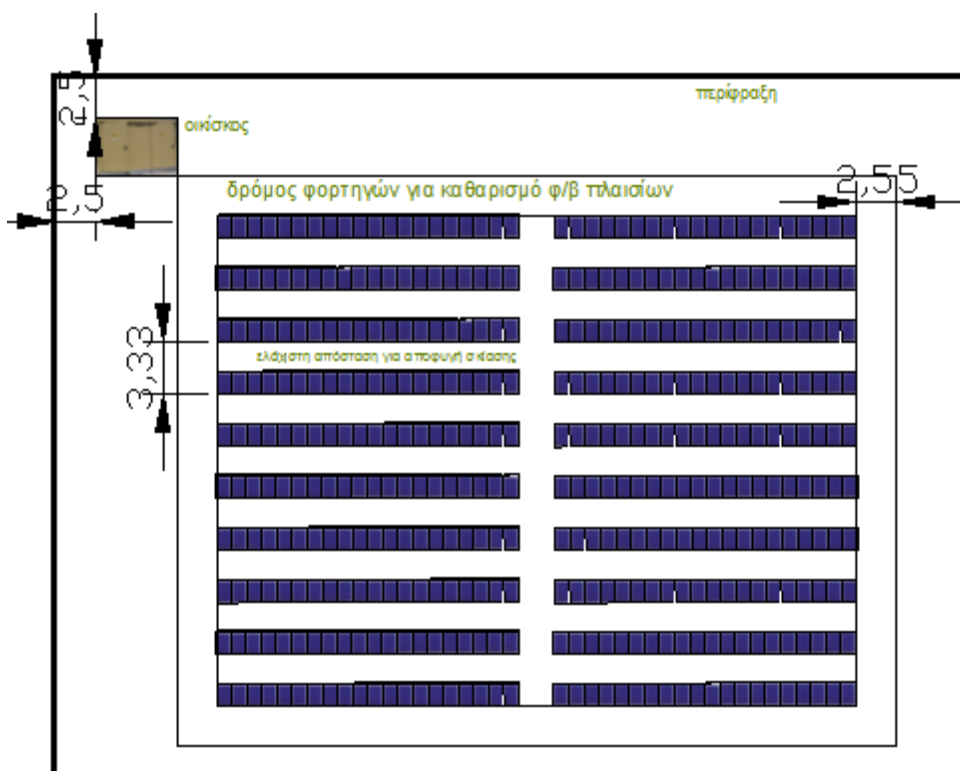 2,5
περίφραξη
οικίσκος
2,5
δρόμος φορτηγών για καθαρισμό φ/β πλαισίων
2,55
3,33
ελάχιστη απόσταση για αποφυγή σκίασης